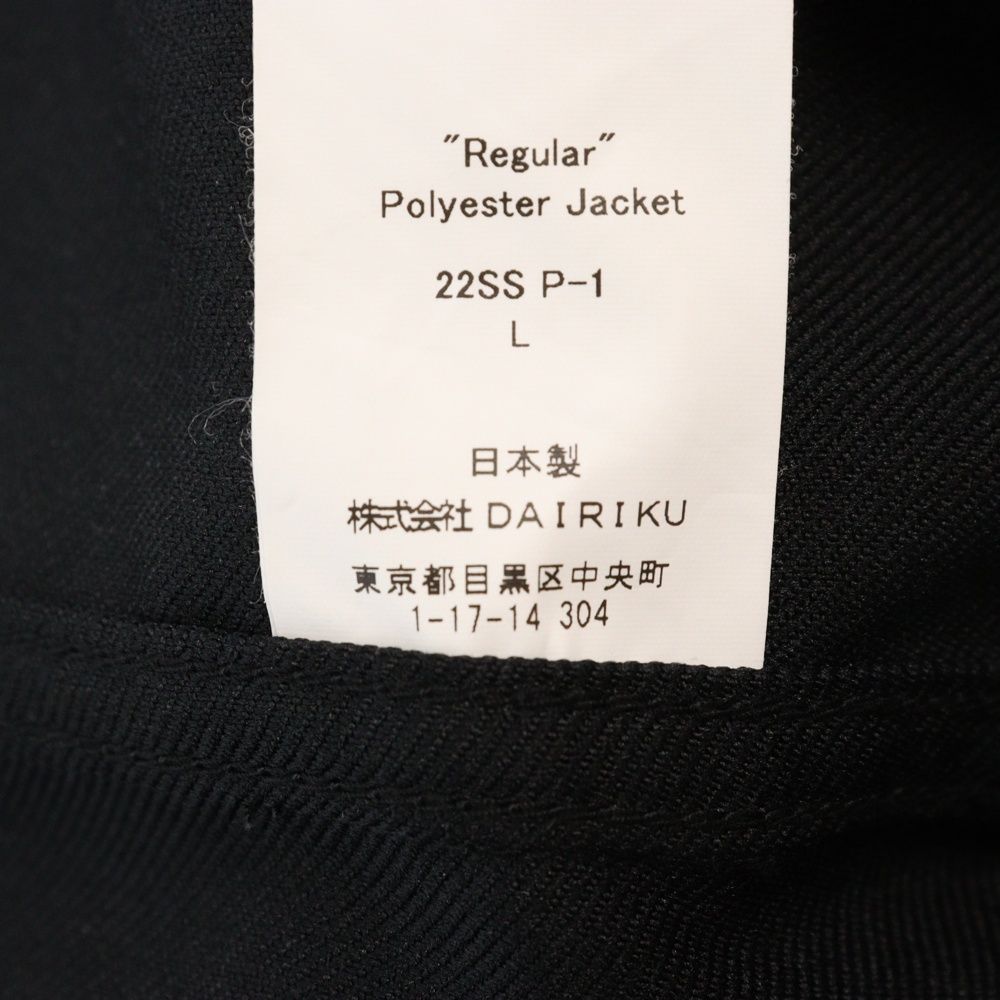 "Regular"
Polyester Jacket
22SS P-1
L
日本製
株式会社 DAIRIKU
東京都目黒区中央町
1-17-14 304